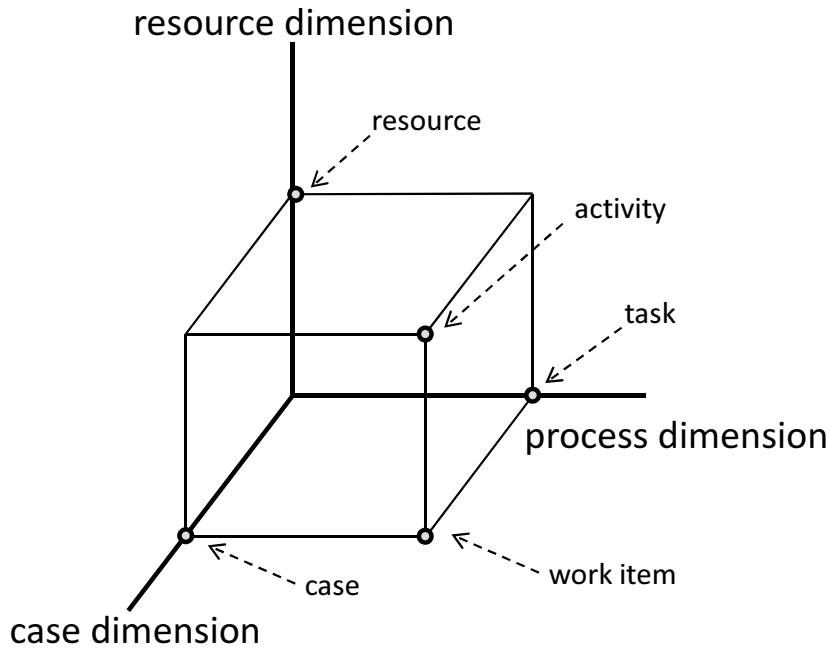 resource dimension
resource
activity
task
process dimension
work item
case
case dimension